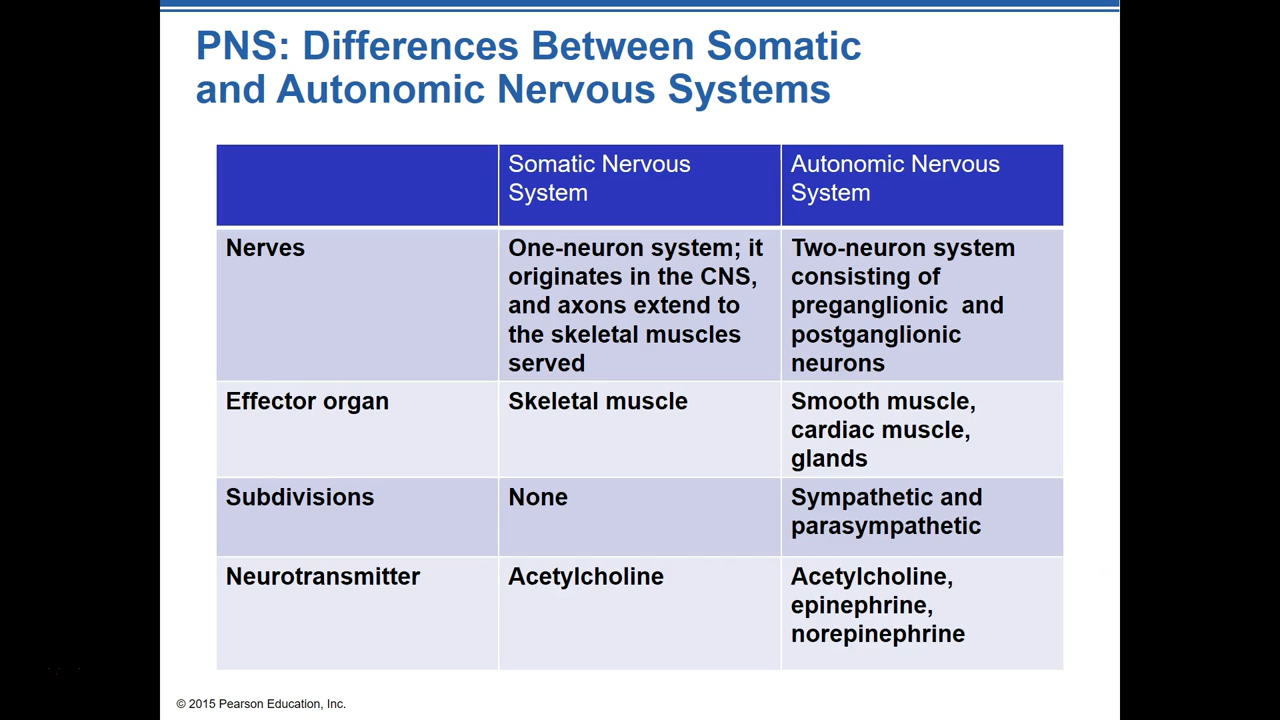 PNS: Differences Between Somatic
and Autonomic Nervous Systems
Somatic Nervous
System
Autonomic Nervous
System
Nerves
One-neuron system; it
originates in the CNS,
and axons extend to
the skeletal muscles
served
Two-neuron system
consisting of
preganglionic and
postganglionic
neurons
Effector organ
Skeletal muscle
Smooth muscle,
cardiac muscle,
glands
Subdivisions
None
Sympathetic and
parasympathetic
Neurotransmitter
Acetylcholine
Acetylcholine,
epinephrine,
norepinephrine
© 2015 Pearson Education, Inc.